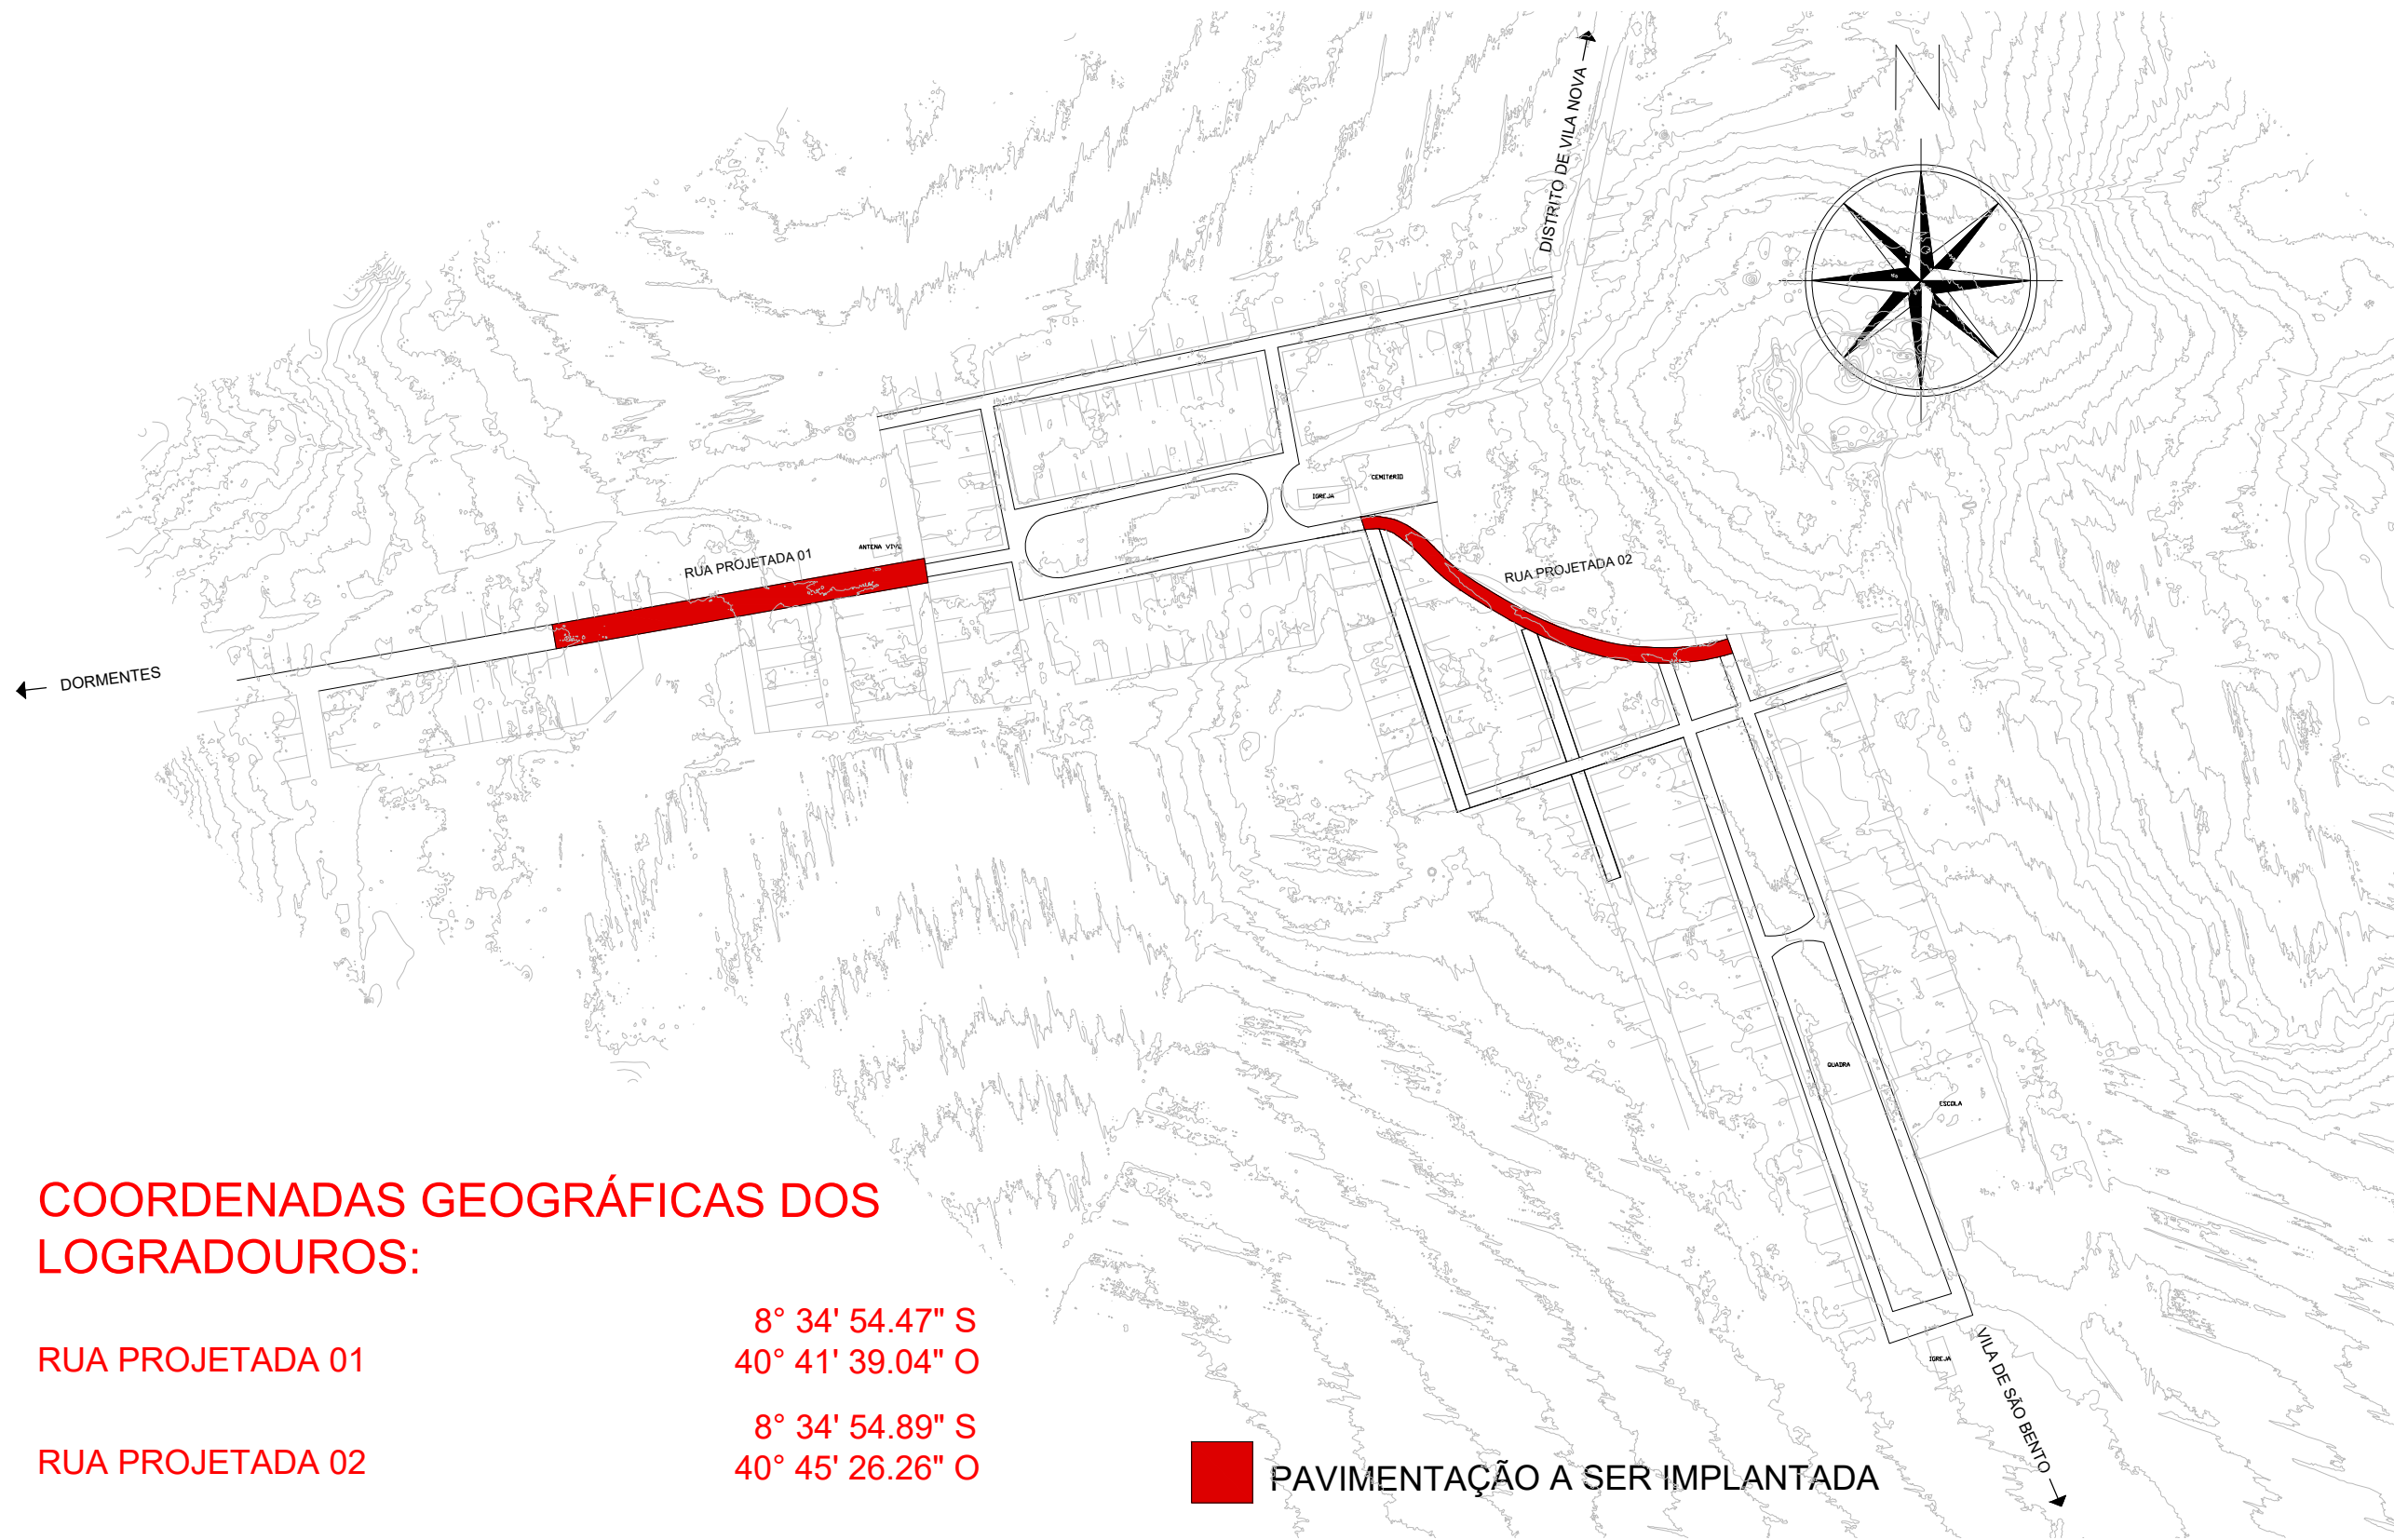 N
DISTRITO DE VILA NOVA
CEMITéRIO
IGREJA
ANTENA VIVE
RUA PROJETADA 01
RUA PROJETADA 02
DORMENTES
QUADRA
ESCOLA
IGREJA
VILA DE SÃO BENTO
COORDENADAS GEOGRÁFICAS DOS
LOGRADOUROS:
8° 34' 54.47" S
RUA PROJETADA 01
40° 41' 39.04" O
8° 34' 54.89" S
RUA PROJETADA 02
40° 45' 26.26" O
PAVIMENTAÇÃO A SER IMPLANTADA